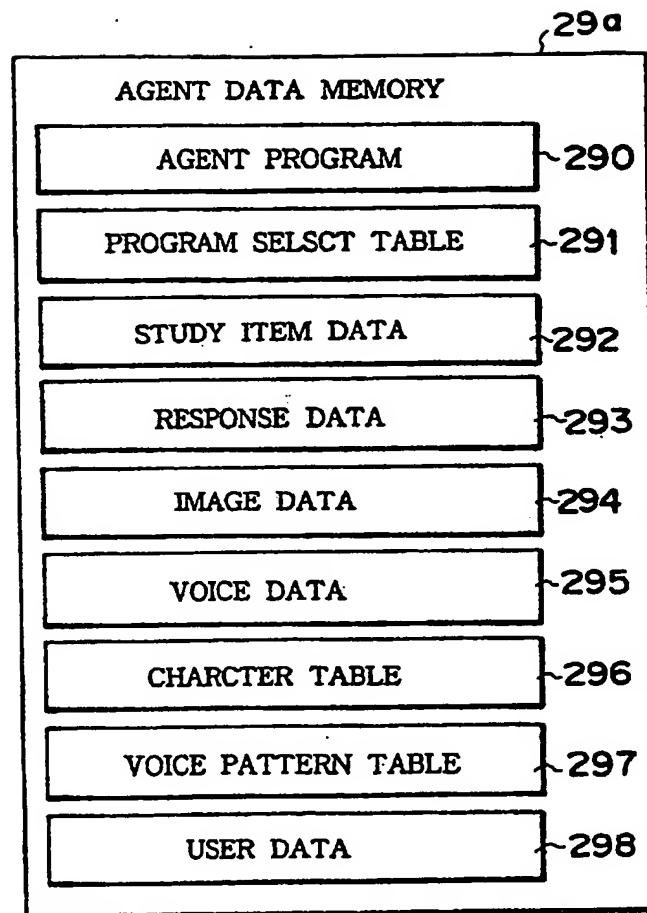 29a
AGENT DATA MEMORY
AGENT PROGRAM 290
PROGRAM SELSCT TABLE 291
STUDY ITEM DATA 292
RESPONSE DATA 293
IMAGE DATA 294
VOICE DATA 295
CHARCTER TABLE 296
VOICE PATTERN TABLE 297
USER DATA 298